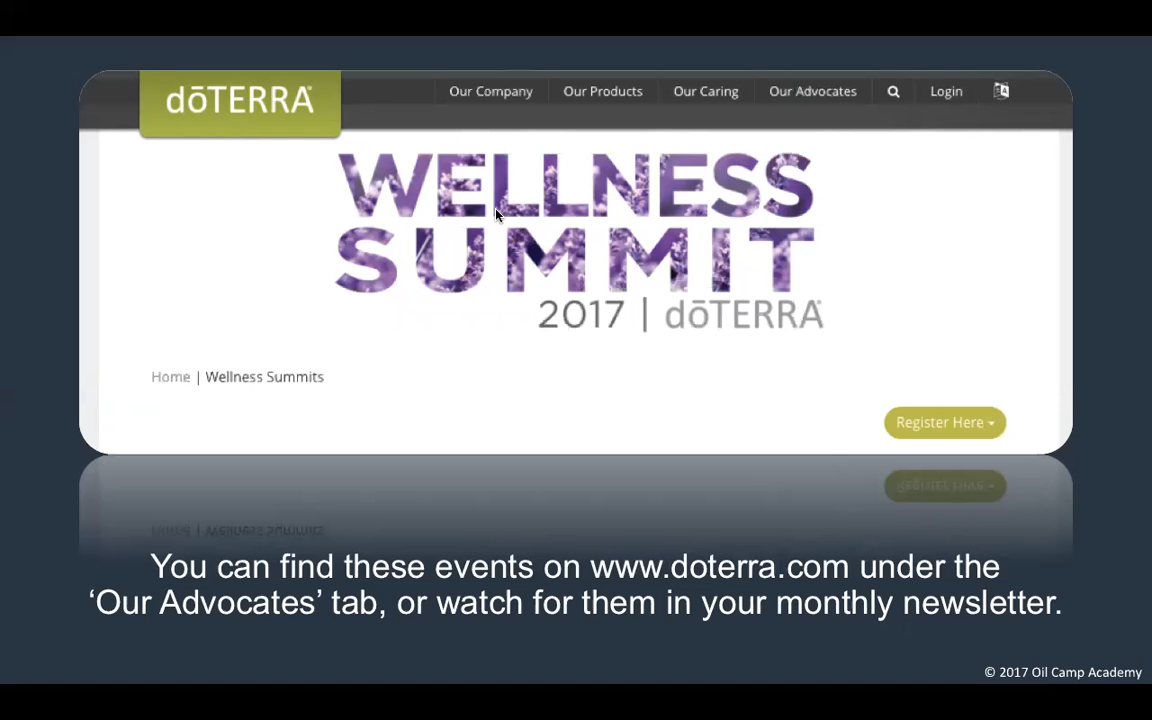 dōTERRA
Our Company
Our Products
Our Caring
Our Advocates
Login
WELLNESS
SUMMIT
2017 | dōTERRA
Home | Wellness Summits
Register Here
You can find these events on www.doterra.com under the
‘Our Advocates’ tab, or watch for them in your monthly newsletter.
© 2017 Oil Camp Academy